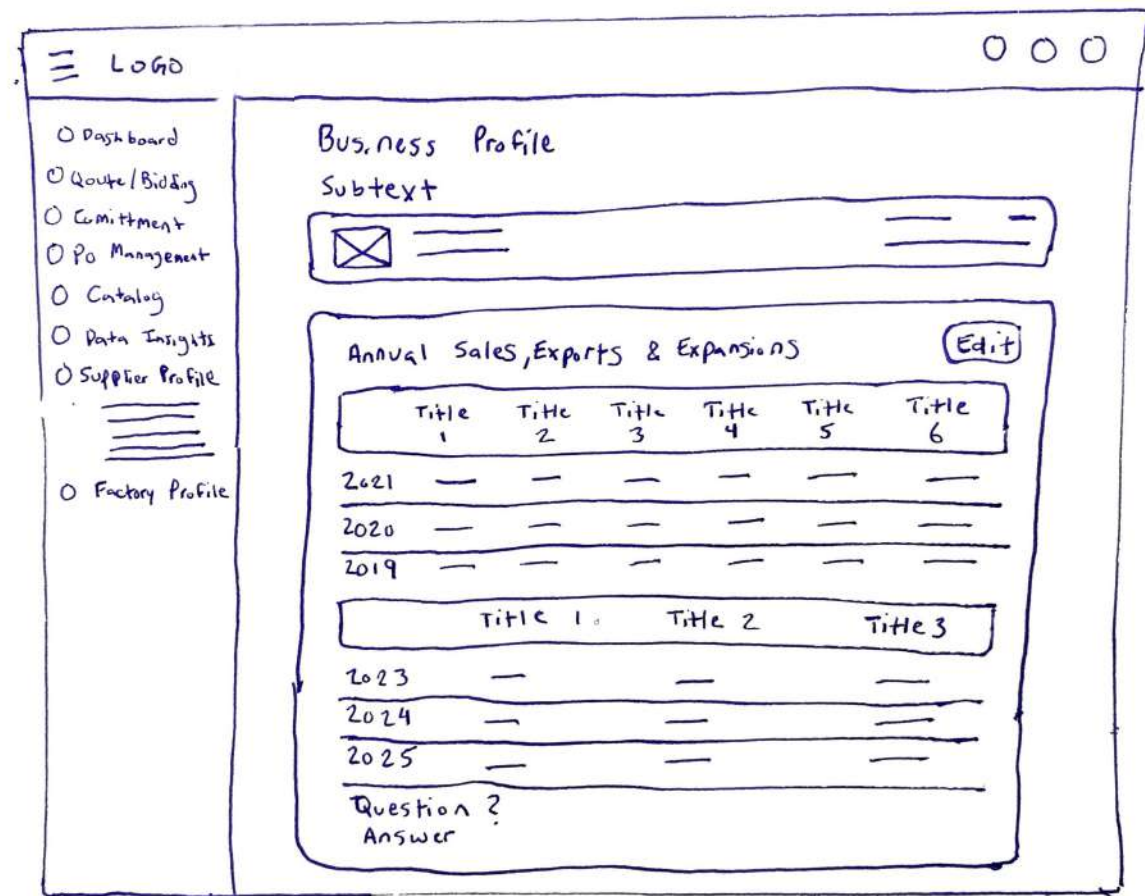 LOGO
Dashboard
Qoute/Bidding
Comittment
Po Management
Catalog
Data Insights
Supplier Profile
Factory Profile
Business Profile
Subtext
Annual Sales, Exports & Expansions
Edit
Title 1 Title 2 Title 3 Title 4 Title 5 Title 6
2021
2020
2019
Title 1 Title 2 Title 3
2023
2024
2025
Question ?
Answer